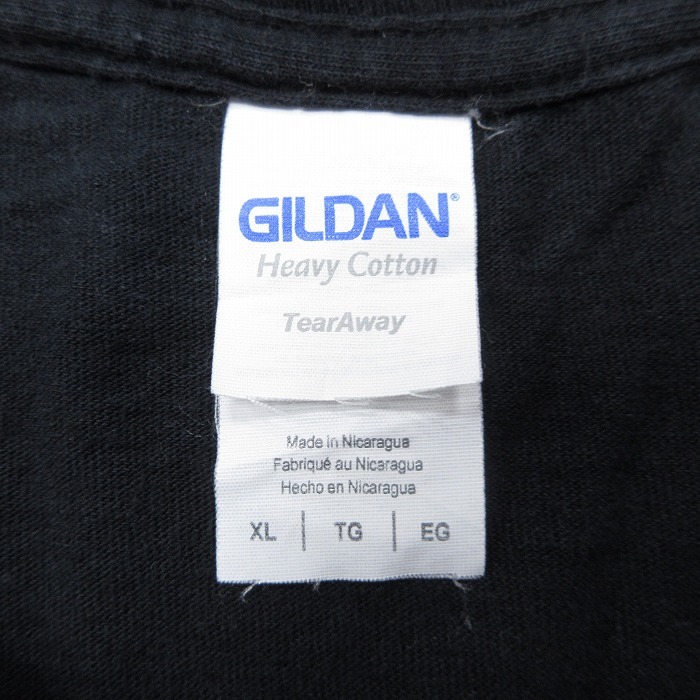 GILDAN®
Heavy Cotton
TearAway
Made in Nicaragua
Fabriqué au Nicaragua
Hecho en Nicaragua
XL | TG | EG